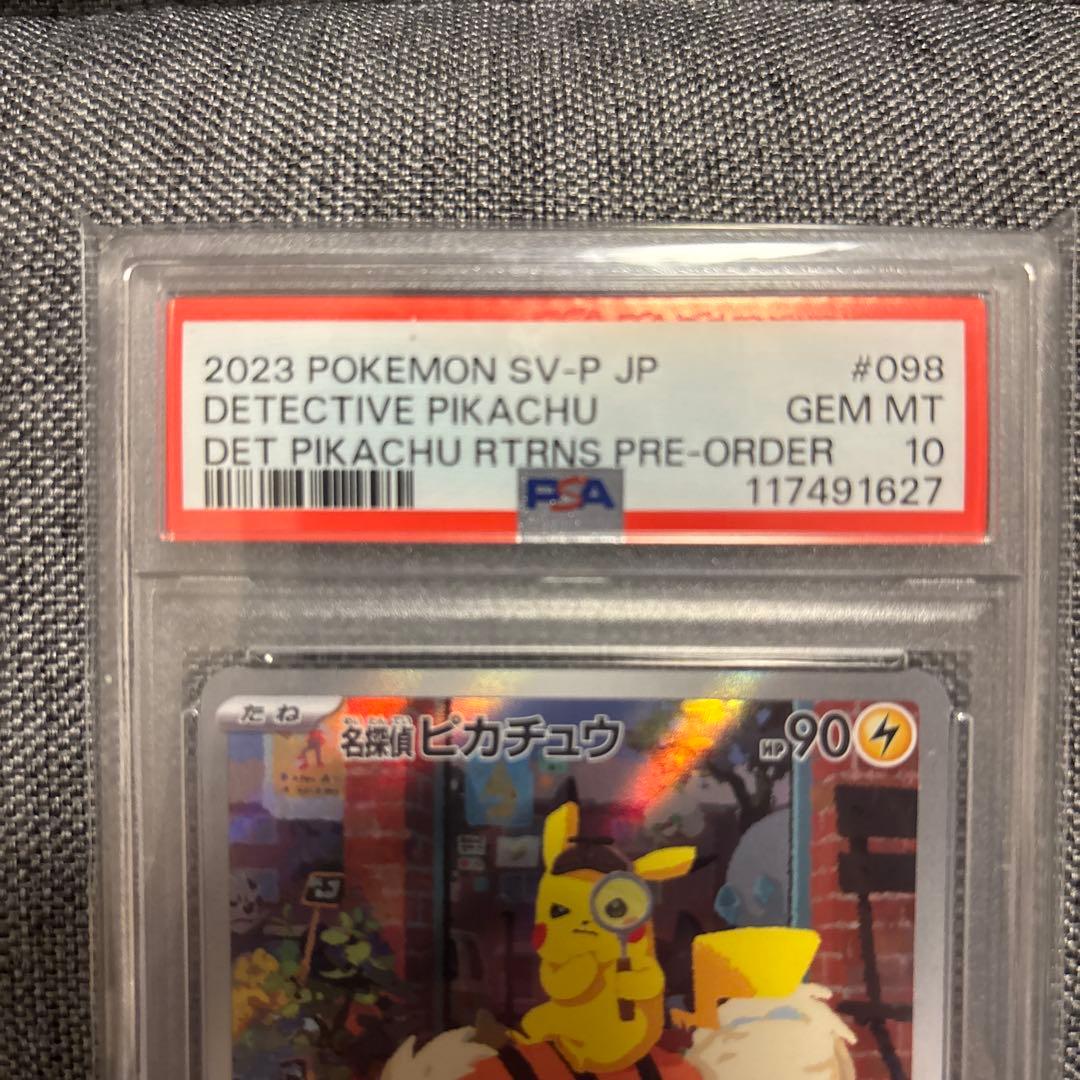 2023 POKEMON SV-P JP #098
DETECTIVE PIKACHU GEM MT
DET PIKACHU RTRNS PRE-ORDER 10
PSA 117491627
たね 名探偵ピカチュウ HP90